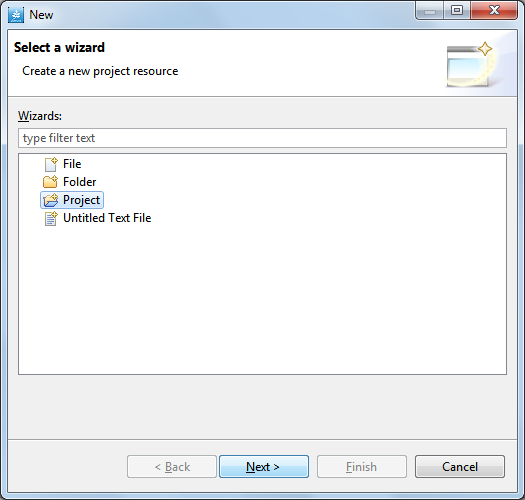 New
Select a wizard
Create a new project resource
Wizards:
type filter text
File
Folder
Project
Untitled Text File
< Back
Next >
Finish
Cancel